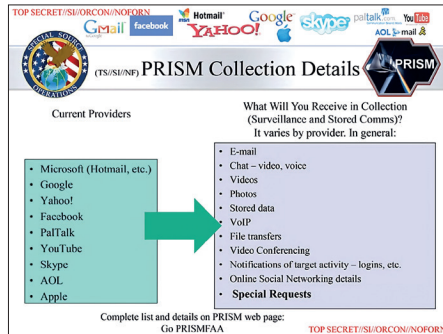 TOP SECRET//SI//ORCON//NOFORN
Gmail facebook msn Hotmail YAHOO! Google skype paltalk.com YouTube AOL mail
SPECIAL SOURCE OPERATIONS
(TS//SI//NF) PRISM Collection Details
PRISM
Current Providers
What Will You Receive in Collection
(Surveillance and Stored Comms)?
It varies by provider. In general:
• Microsoft (Hotmail, etc.)
• Google
• Yahoo!
• Facebook
• PalTalk
• YouTube
• Skype
• AOL
• Apple
• E-mail
• Chat – video, voice
• Videos
• Photos
• Stored data
• VoIP
• File transfers
• Video Conferencing
• Notifications of target activity – logins, etc.
• Online Social Networking details
• Special Requests
Complete list and details on PRISM web page:
Go PRISMFAA
TOP SECRET//SI//ORCON//NOFORN